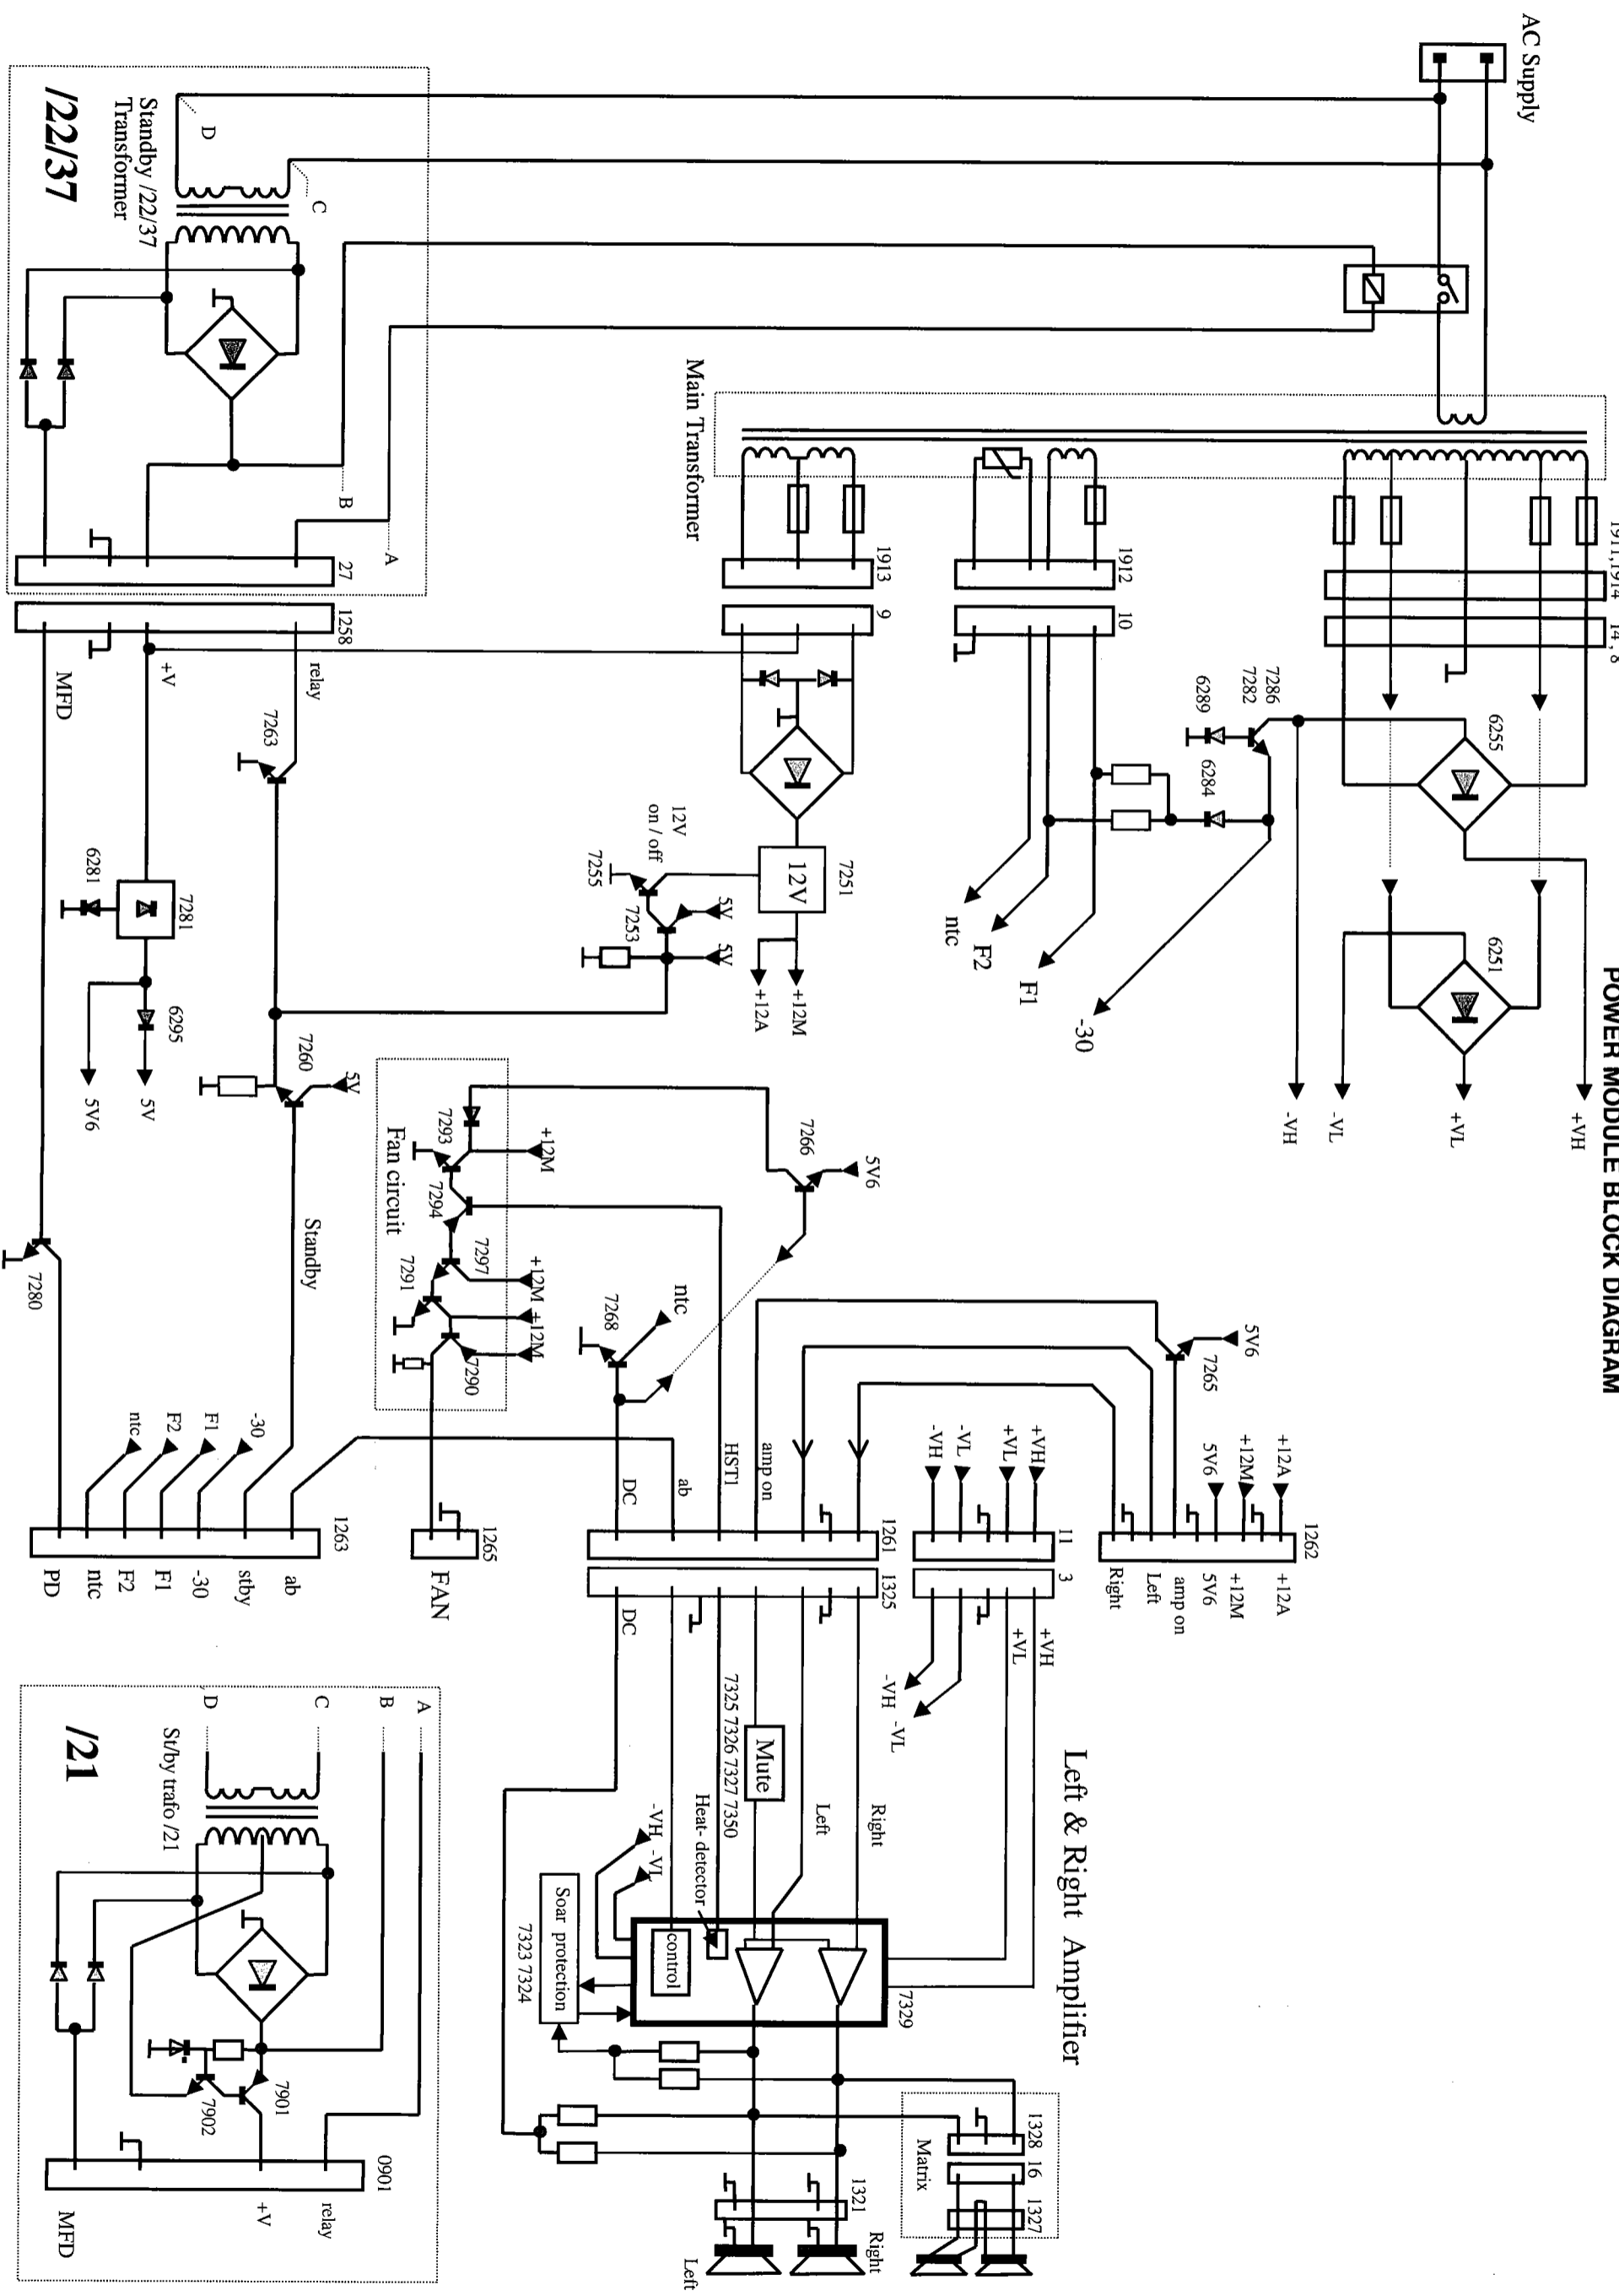 POWER MODULE BLOCK DIAGRAM
AC Supply
Main Transformer
1911,1914
14, 8
6255
6251
+VH
+VL
-VL
-VH
7286
7282
6289
6284
1912
10
-30
F1
F2
ntc
1913
9
7251
12V
+12M
+12A
12V
on / off
7255
7253
5V
5V
D
C
Standby /22/37
Transformer
/22/37
B
A
27
1258
relay
+V
MFD
7263
7281
6281
6295
5V
5V6
7260
5V
Standby
7280
Fan circuit
7293
7294
7297
7291
7290
+12M
+12M
+12M
7266
5V6
7268
ntc
7265
5V6
-30
F1
F2
ntc
1263
ab
stby
-30
F1
F2
ntc
PD
1265
FAN
1261
1325
amp on
HST1
ab
DC
DC
+VH
+VL
-VL
-VH
11
3
+VH
+VL
-VH
-VL
+12A
+12M
5V6
1262
+12A
+12M
5V6
amp on
Left
Right
Left & Right Amplifier
Right
Left
Mute
7325 7326 7327 7350
Heat- detector
-VH
-VL
control
7329
Soar protection
7323 7324
1328
16
1327
Matrix
1321
Right
Left
A
B
C
D
St/by trafo /21
/21
7901
7902
0901
relay
+V
MFD